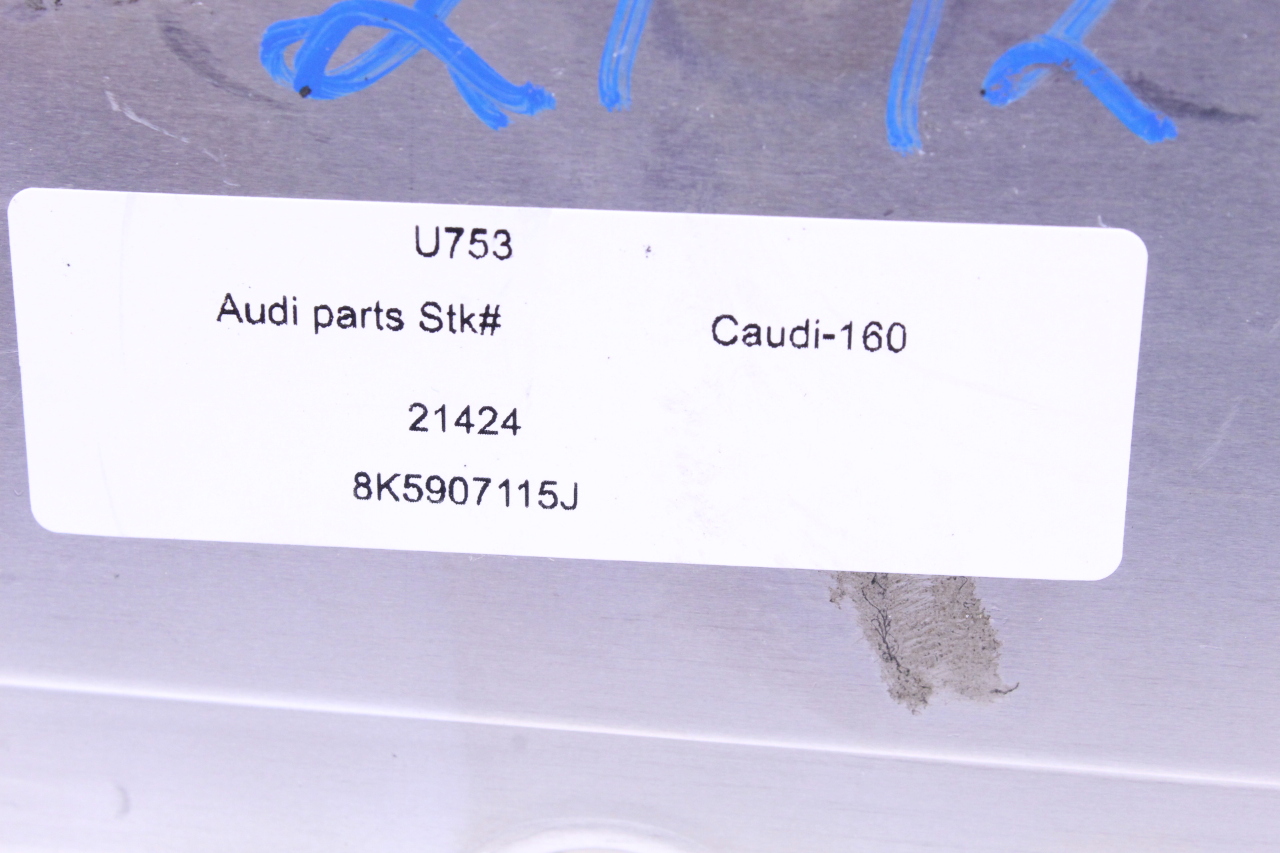 U753
Audi parts Stk# Caudi-160
21424
8K5907115J